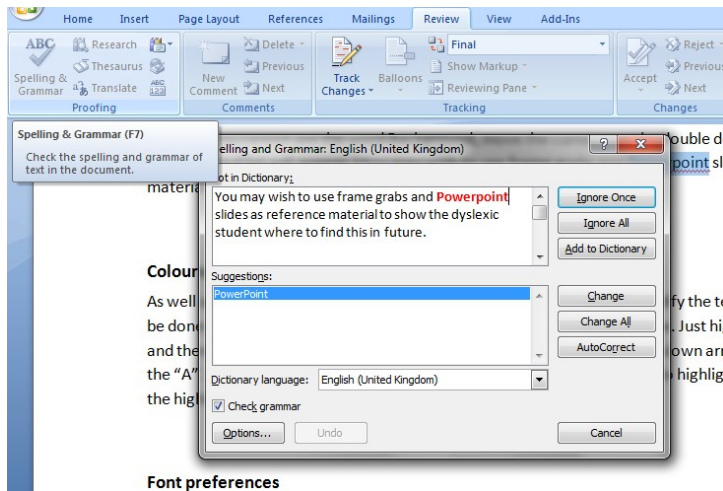 Home Insert Page Layout References Mailings Review View Add-Ins
ABC Research Delete Final Reject
Thesaurus Previous Show Markup Previous
Spelling & Grammar Translate New Comment Next Track Changes Balloons Reviewing Pane Accept Next
Proofing Comments Tracking Changes
Spelling & Grammar (F7)
Check the spelling and grammar of
text in the document.
elling and Grammar: English (United Kingdom)
ot in Dictionary:
You may wish to use frame grabs and Powerpoint
slides as reference material to show the dyslexic
student where to find this in future.
Ignore Once
Ignore All
Add to Dictionary
Suggestions:
PowerPoint
Change
Change All
AutoCorrect
Dictionary language: English (United Kingdom)
Check grammar
Options... Undo Cancel
ouble d
point sl
materia
Colour
As well fy the te
be done . Just hi
and the own arr
the “A” highlig
the high
Font preferences